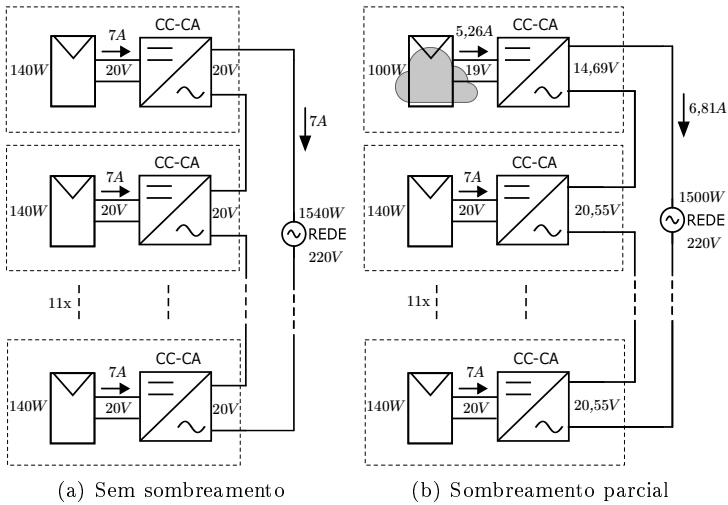 CC-CA
7A
140W
20V
20V
7A
CC-CA
7A
140W
20V
20V
1540W
REDE
220V
11x
CC-CA
7A
140W
20V
20V
(a) Sem sombreamento
CC-CA
5,26A
100W
19V
14,69V
6,81A
CC-CA
7A
140W
20V
20,55V
1500W
REDE
220V
11x
CC-CA
7A
140W
20V
20,55V
(b) Sombreamento parcial